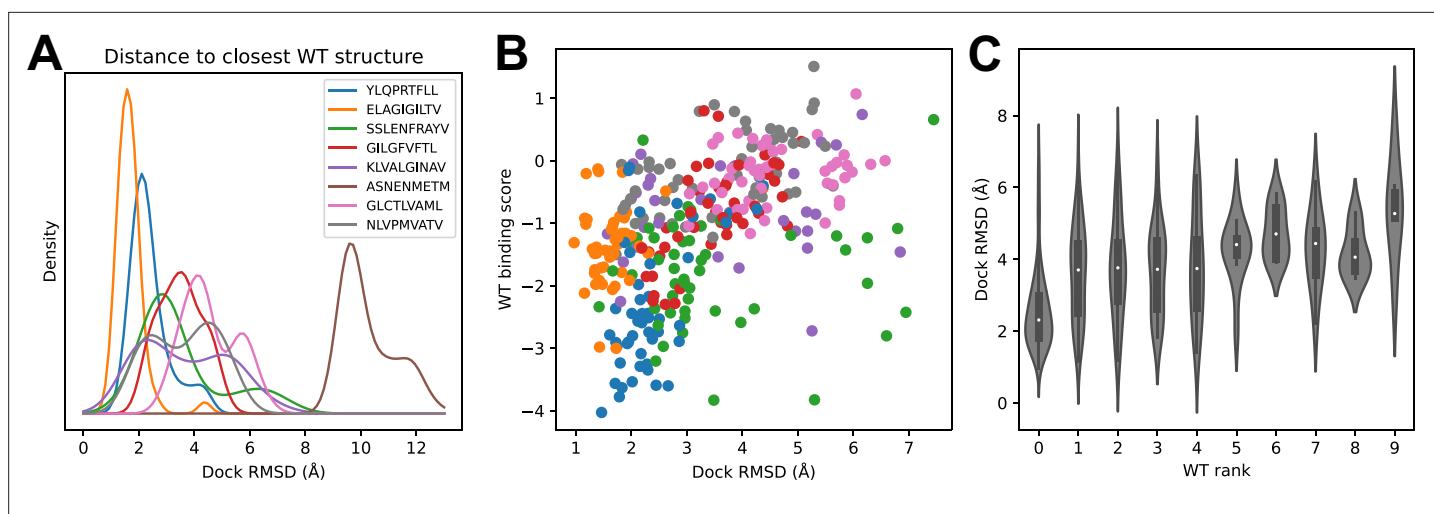 A
Distance to closest WT structure
YLQPRTFLL
ELAGIGILTV
SSLENFRAYV
GILGFVFTL
KLVALGINAV
ASNENMETM
GLCTLVAML
NLVPMVATV
Density
0 2 4 6 8 10 12
Dock RMSD (Å)
B
WT binding score
1
0
−1
−2
−3
−4
1 2 3 4 5 6 7
Dock RMSD (Å)
C
Dock RMSD (Å)
8
6
4
2
0
0 1 2 3 4 5 6 7 8 9
WT rank